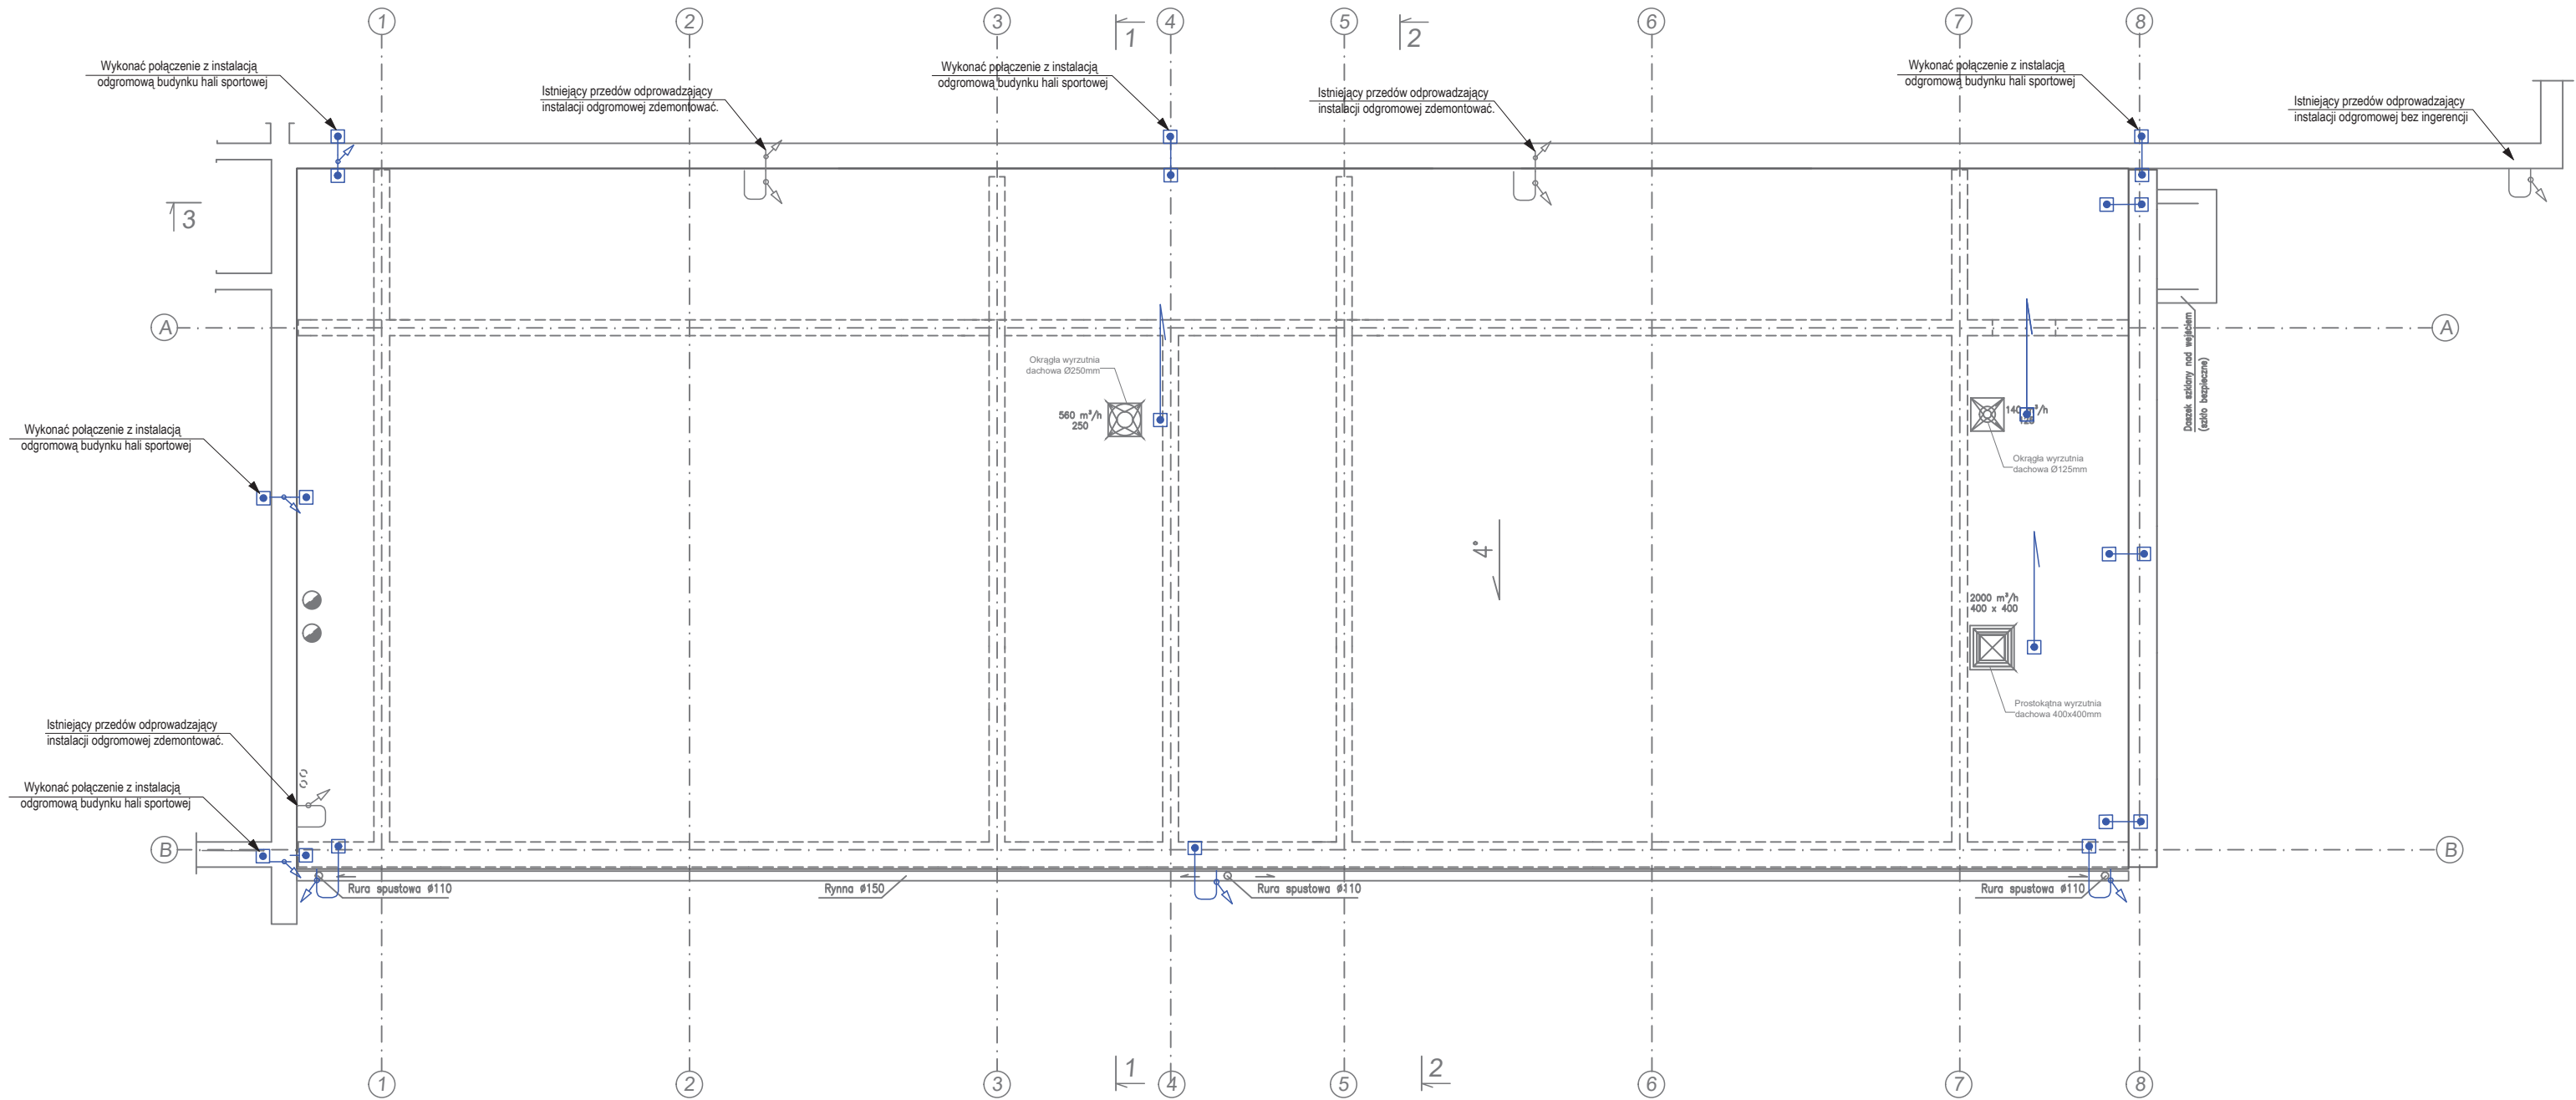 1
2
3
4
5
6
7
8
1
2
Wykonać połączenie z instalacją
odgromową budynku hali sportowej
Istniejący przedów odprowadzający
instalacji odgromowej zdemontować.
Wykonać połączenie z instalacją
odgromową budynku hali sportowej
Istniejący przedów odprowadzający
instalacji odgromowej zdemontować.
Wykonać połączenie z instalacją
odgromową budynku hali sportowej
Istniejący przedów odprowadzający
instalacji odgromowej bez ingerencji
3
A
A
Daszek szklany nad wejściem
(szkło bezpieczne)
Okrągła wyrzutnia
dachowa Ø250mm
560 m³/h
250
140 m³/h
Okrągła wyrzutnia
dachowa Ø125mm
Wykonać połączenie z instalacją
odgromową budynku hali sportowej
4°
2000 m³/h
400 x 400
Prostokątna wyrzutnia
dachowa 400x400mm
Istniejący przedów odprowadzający
instalacji odgromowej zdemontować.
Wykonać połączenie z instalacją
odgromową budynku hali sportowej
B
B
Rura spustowa ø110
Rynna ø150
Rura spustowa ø110
Rura spustowa ø110
1
2
1
2
3
4
5
6
7
8